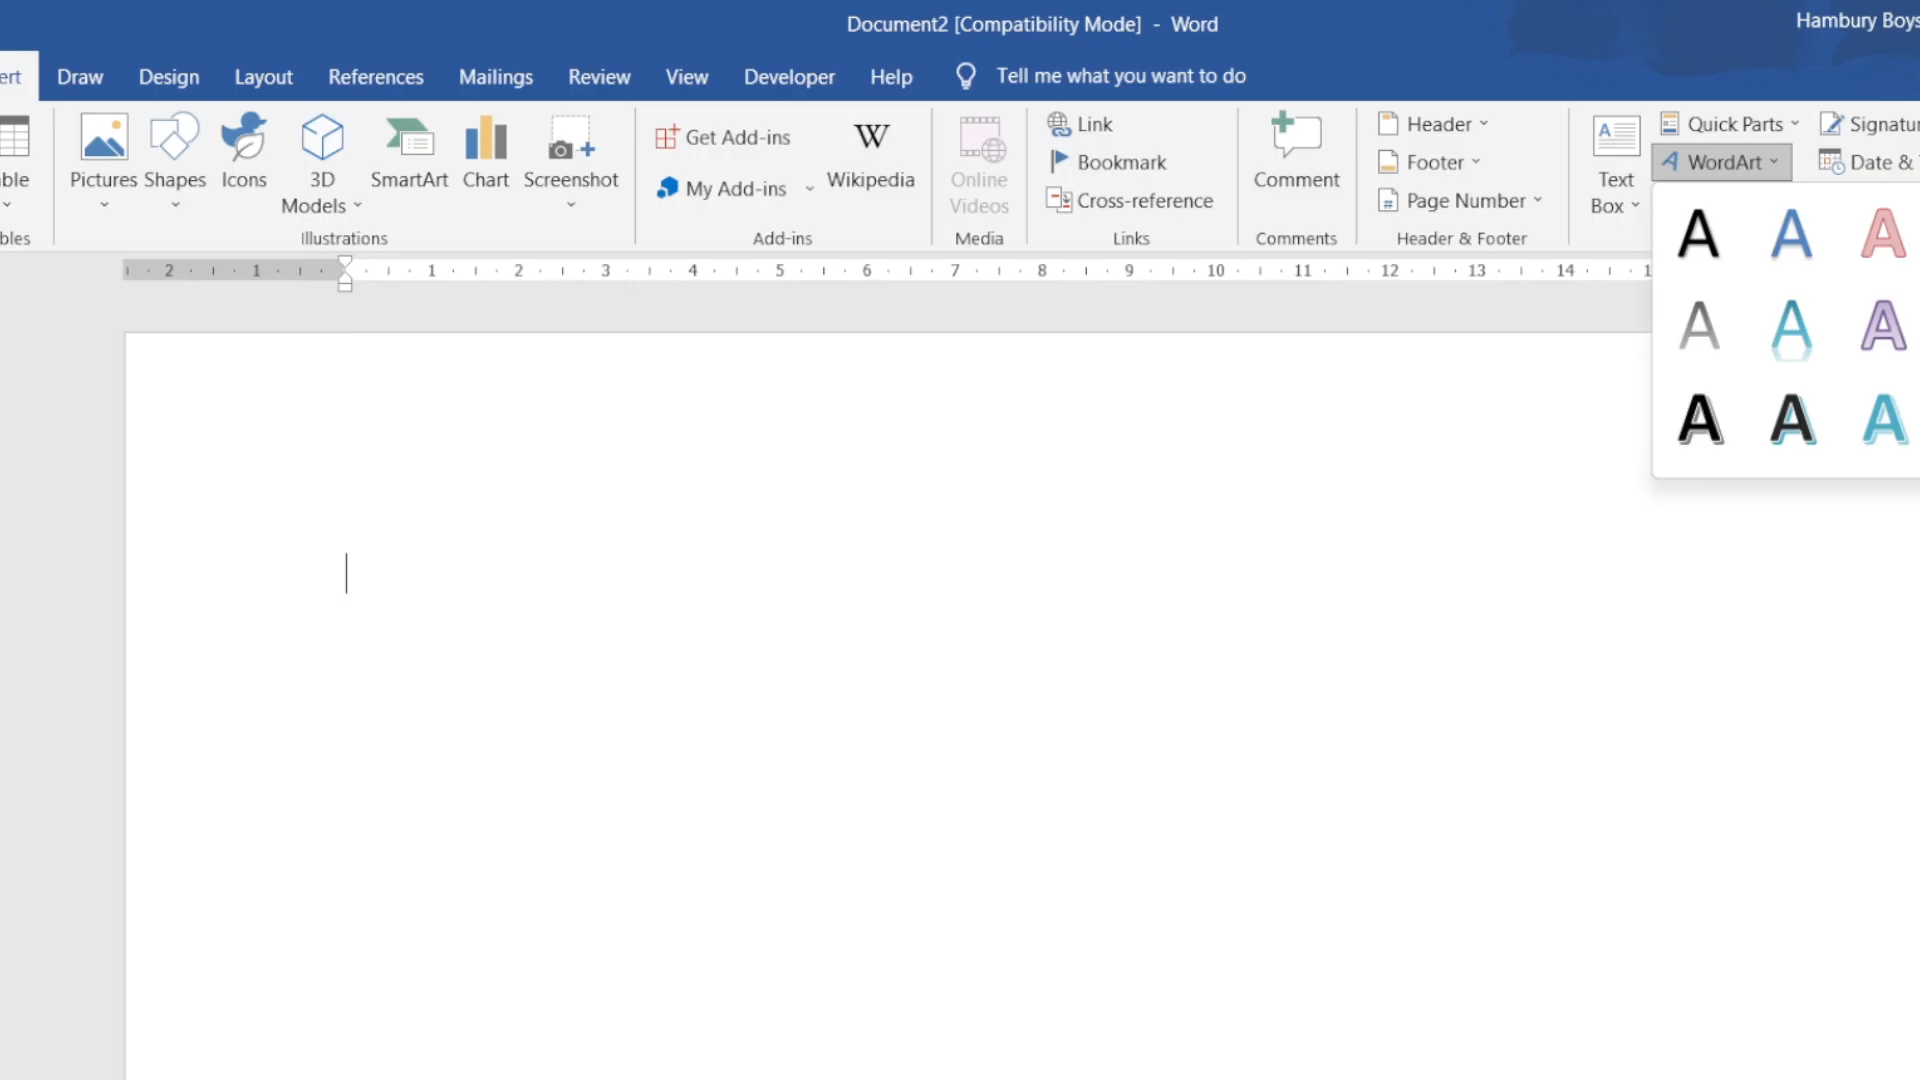 Document2 [Compatibility Mode] - Word
Hambury Boys
ert Draw Design Layout References Mailings Review View Developer Help Tell me what you want to do
Get Add-ins W Link Header Quick Parts Signatur
My Add-ins Bookmark Footer WordArt Date &
ble Pictures Shapes Icons 3D Models SmartArt Chart Screenshot Wikipedia Online Videos Cross-reference Comment Page Number Text Box
bles Illustrations Add-ins Media Links Comments Header & Footer
2 1 1 2 3 4 5 6 7 8 9 10 11 12 13 14 1
A A A
A A A
A A A